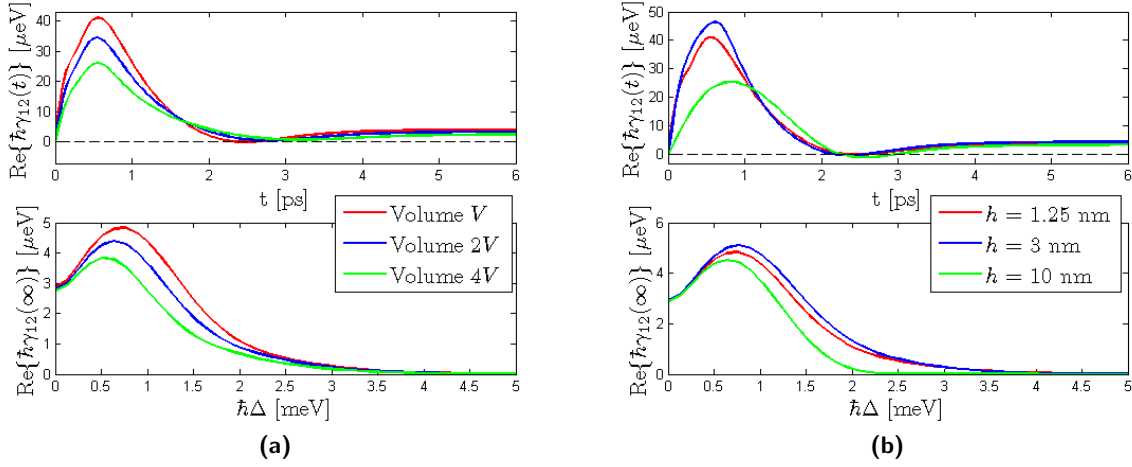 Re{ħγ₁₂(t)} [μeV]
40
30
20
10
0
0 1 2 3 4 5 6
t [ps]
Re{ħγ₁₂(∞)} [μeV]
5
4
3
2
1
0
0 0.5 1 1.5 2 2.5 3 3.5 4 4.5 5
ħΔ [meV]
Volume V
Volume 2V
Volume 4V
(a)
Re{ħγ₁₂(t)} [μeV]
50
40
30
20
10
0
0 1 2 3 4 5 6
t [ps]
Re{ħγ₁₂(∞)} [μeV]
6
4
2
0
0 0.5 1 1.5 2 2.5 3 3.5 4 4.5 5
ħΔ [meV]
h = 1.25 nm
h = 3 nm
h = 10 nm
(b)